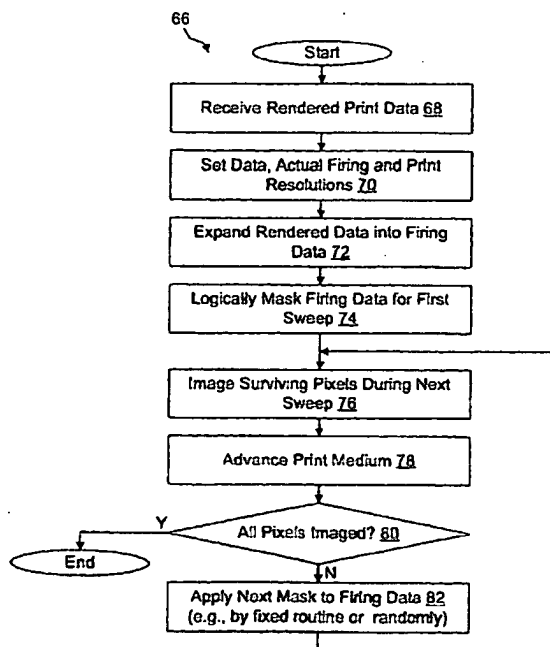 66
Start
Receive Rendered Print Data 68
Set Data, Actual Firing and Print
Resolutions 70
Expand Rendered Data into Firing
Data 72
Logically Mask Firing Data for First
Sweep 74
Image Surviving Pixels During Next
Sweep 76
Advance Print Medium 78
Y
All Pixels Imaged? 80
End
N
Apply Next Mask to Firing Data 82
(e.g., by fixed routine or randomly)